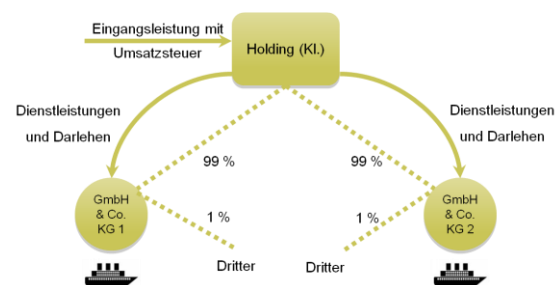 Eingangsleistung mit
Umsatzsteuer
Holding (Kl.)
Dienstleistungen
und Darlehen
Dienstleistungen
und Darlehen
99 %
99 %
GmbH
& Co.
KG 1
1 %
1 %
GmbH
& Co.
KG 2
Dritter
Dritter